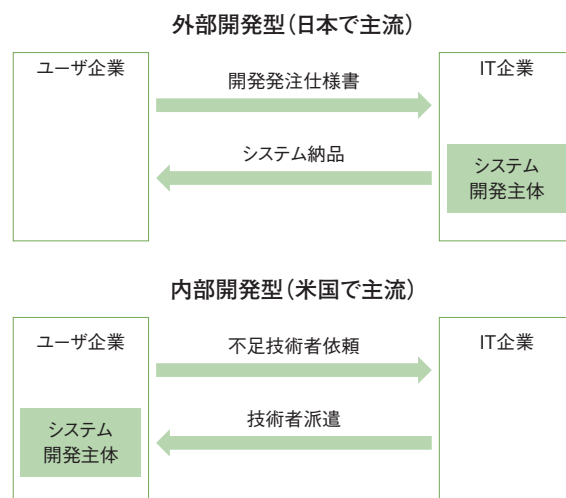 外部開発型（日本で主流）
ユーザ企業
IT企業
開発発注仕様書
システム納品
システム
開発主体
内部開発型（米国で主流）
ユーザ企業
IT企業
不足技術者依頼
技術者派遣
システム
開発主体